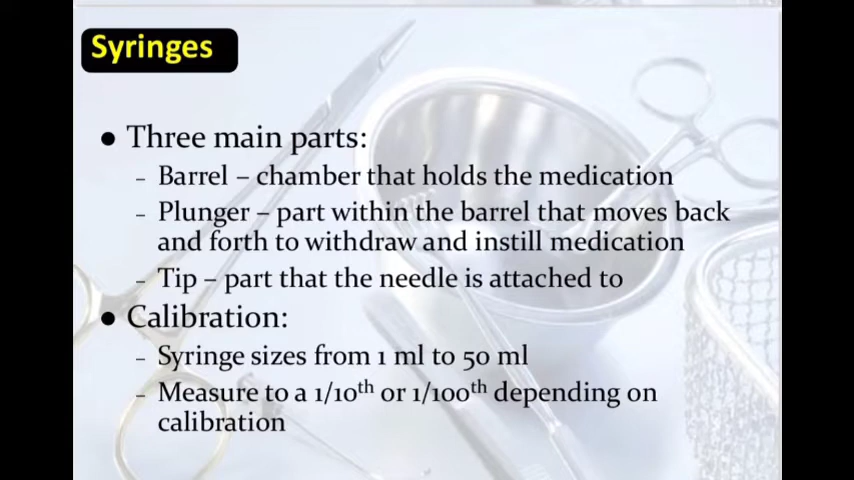 Syringes
● Three main parts:
– Barrel – chamber that holds the medication
– Plunger – part within the barrel that moves back
and forth to withdraw and instill medication
– Tip – part that the needle is attached to
● Calibration:
– Syringe sizes from 1 ml to 50 ml
– Measure to a 1/10th or 1/100th depending on
calibration